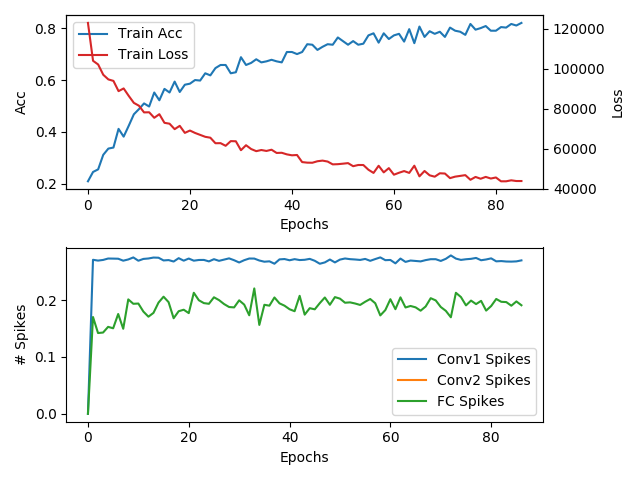 0.8
0.6
0.4
0.2
Acc
Train Acc
Train Loss
120000
100000
80000
60000
40000
Loss
0 20 40 60 80
Epochs
0.2
0.1
0.0
# Spikes
Conv1 Spikes
Conv2 Spikes
FC Spikes
0 20 40 60 80
Epochs